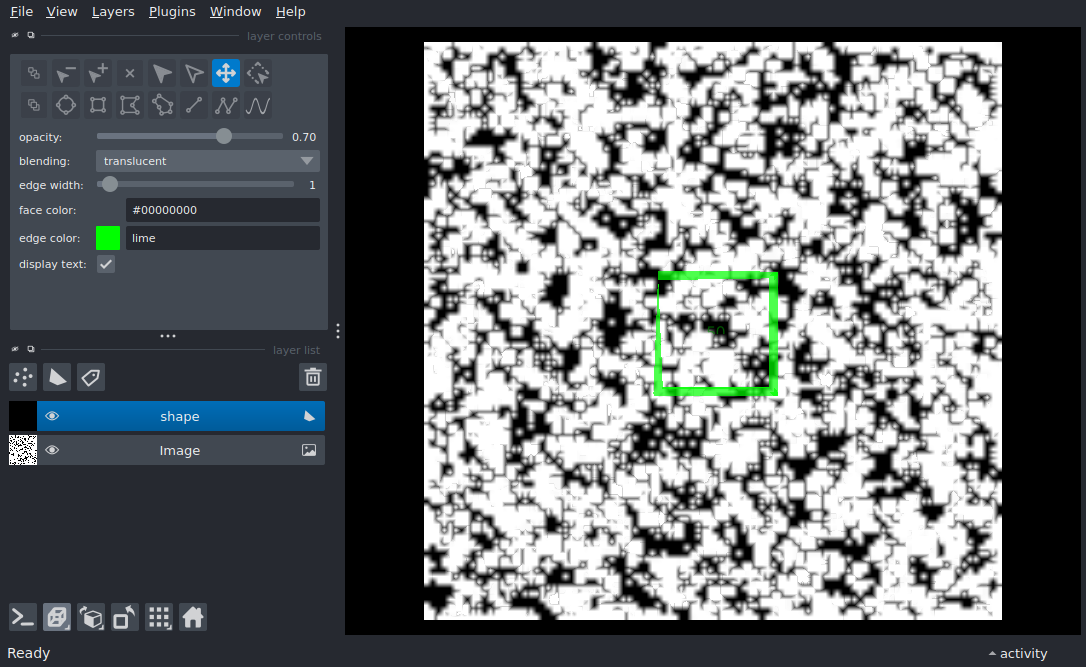 File View Layers Plugins Window Help
layer controls
opacity: 0.70
blending: translucent
edge width: 1
face color: #00000000
edge color: lime
display text:
layer list
shape
Image
50
Ready
activity